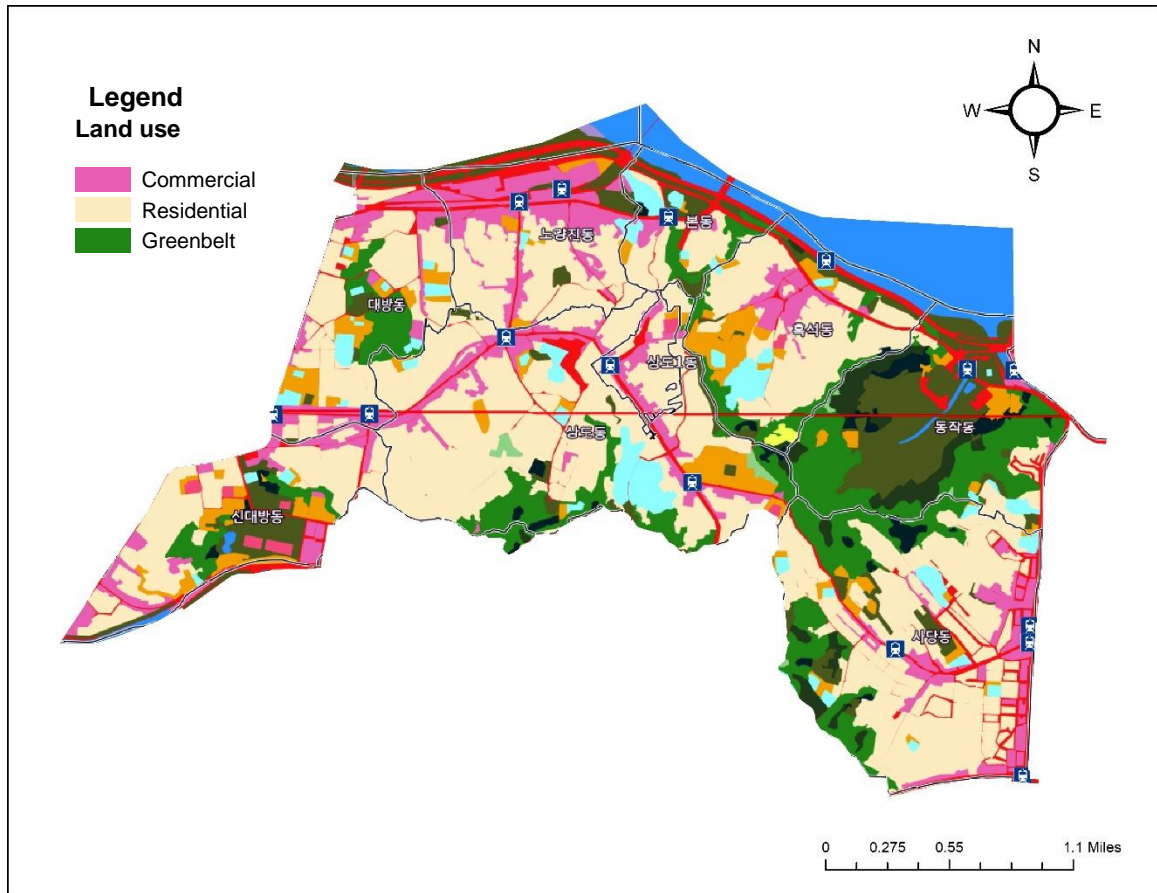 N
W E
S
Legend
Land use
Commercial
Residential
Greenbelt
노량진동
본동
대방동
흑석동
상도1동
상도동
동작동
신대방동
사당동
0 0.275 0.55 1.1 Miles